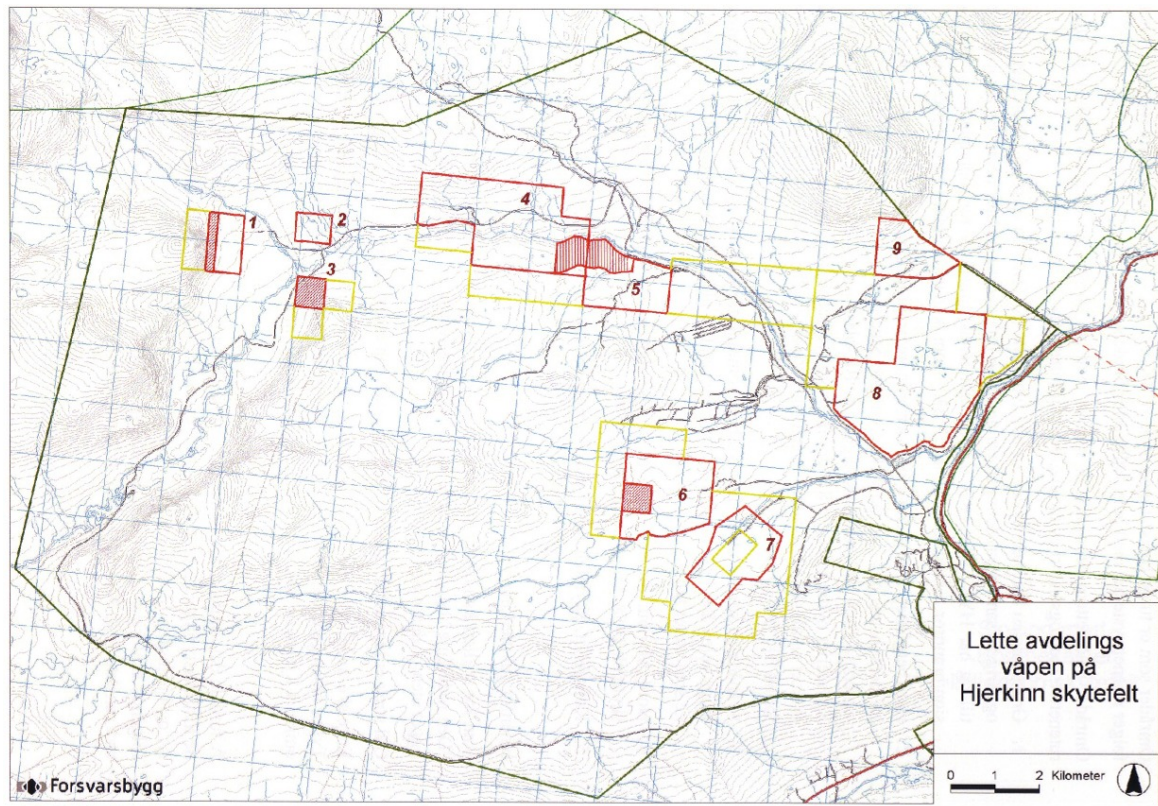 1
2
3
4
5
6
7
8
9
Lette avdelings
våpen på
Hjerkinn skytefelt
0 1 2 Kilometer
Forsvarsbygg